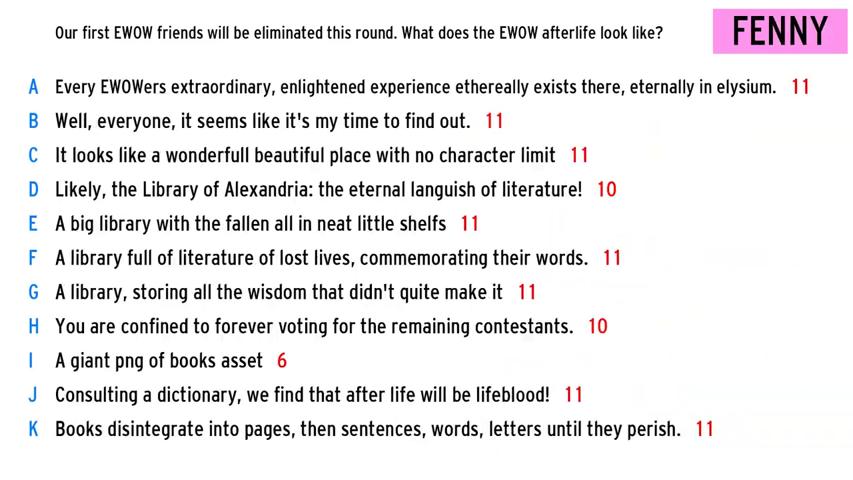 Our first EWOW friends will be eliminated this round. What does the EWOW afterlife look like?
FENNY
A Every EWOWers extraordinary, enlightened experience ethereally exists there, eternally in elysium. 11
B Well, everyone, it seems like it's my time to find out. 11
C It looks like a wonderfull beautiful place with no character limit 11
D Likely, the Library of Alexandria: the eternal languish of literature! 10
E A big library with the fallen all in neat little shelfs 11
F A library full of literature of lost lives, commemorating their words. 11
G A library, storing all the wisdom that didn't quite make it 11
H You are confined to forever voting for the remaining contestants. 10
I A giant png of books asset 6
J Consulting a dictionary, we find that after life will be lifeblood! 11
K Books disintegrate into pages, then sentences, words, letters until they perish. 11